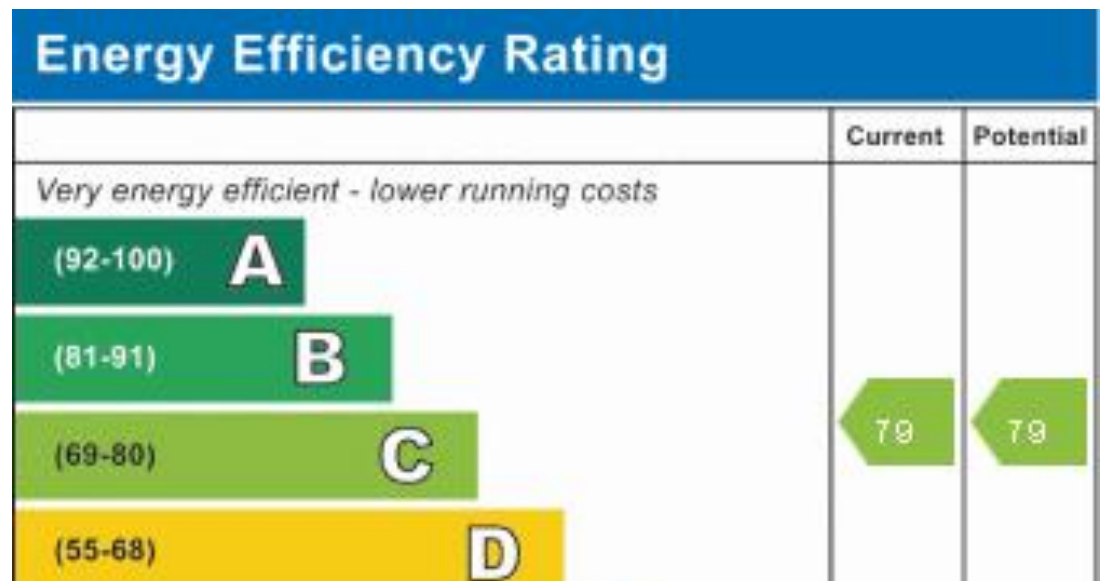 Energy Efficiency Rating
Current Potential
Very energy efficient - lower running costs
(92-100) A
(81-91) B
(69-80) C
79 79
(55-68) D